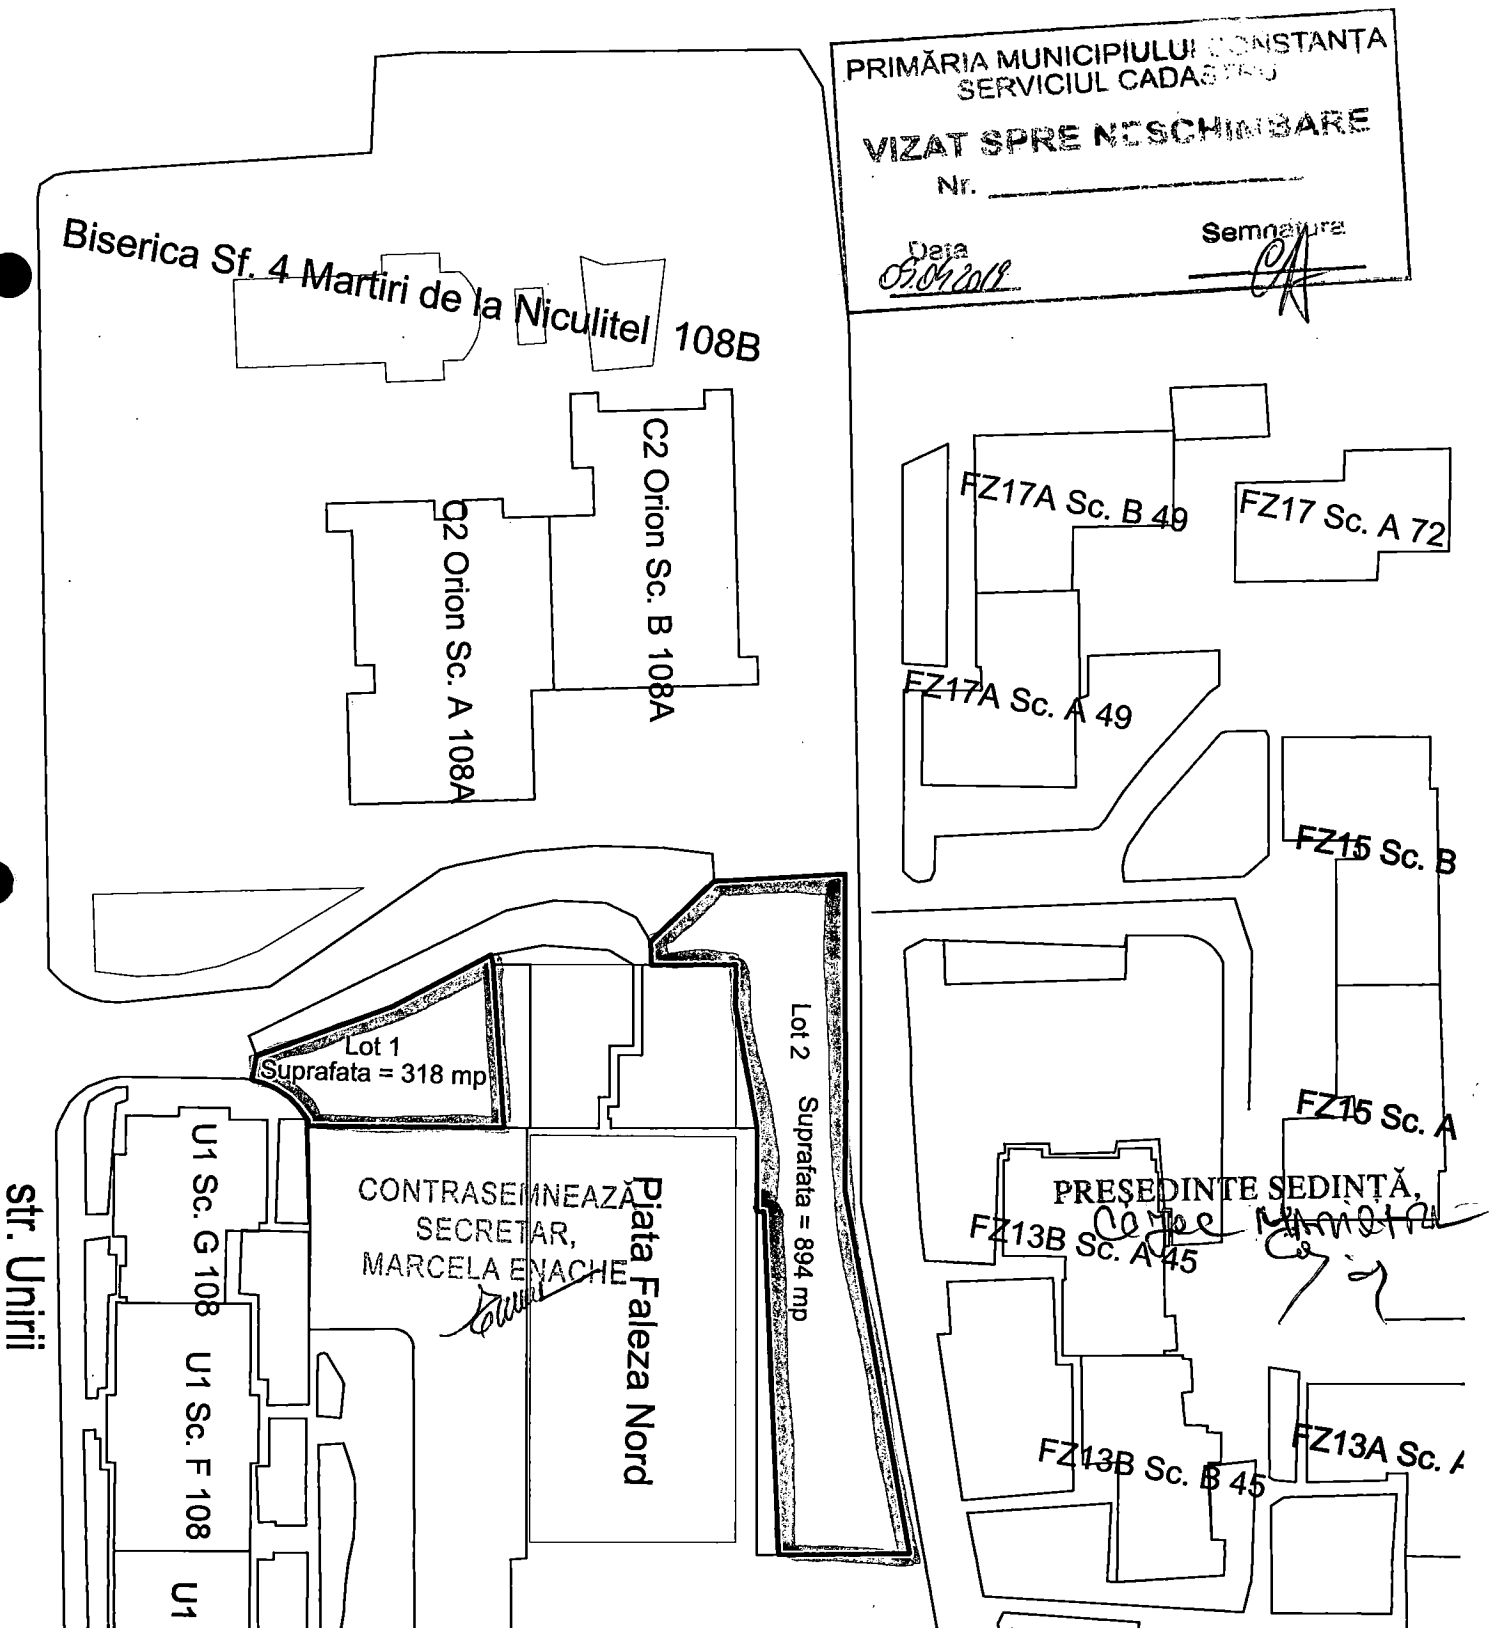 PRIMĂRIA MUNICIPIULUI CONSTANȚA
SERVICIUL CADASTRU
VIZAT SPRE NESCHIMBARE
Nr.
Data
Semnatura
Biserica Sf. 4 Martiri de la Niculitel 108B
C2 Orion Sc. B 108A
C2 Orion Sc. A 108A
FZ17A Sc. B 49
FZ17 Sc. A 72
FZ17A Sc. A 49
FZ15 Sc. B
Lot 1
Suprafata = 318 mp
Lot 2 Suprafata = 894 mp
FZ15 Sc. A
PREȘEDINTE SEDINȚĂ,
FZ13B Sc. A 45
CONTRASEMNEAZĂ
SECRETAR,
MARCELA ENACHE
Piata Faleza Nord
U1 Sc. G 108
str. Unirii
U1 Sc. F 108
FZ13B Sc. B 45
FZ13A Sc. A
U1